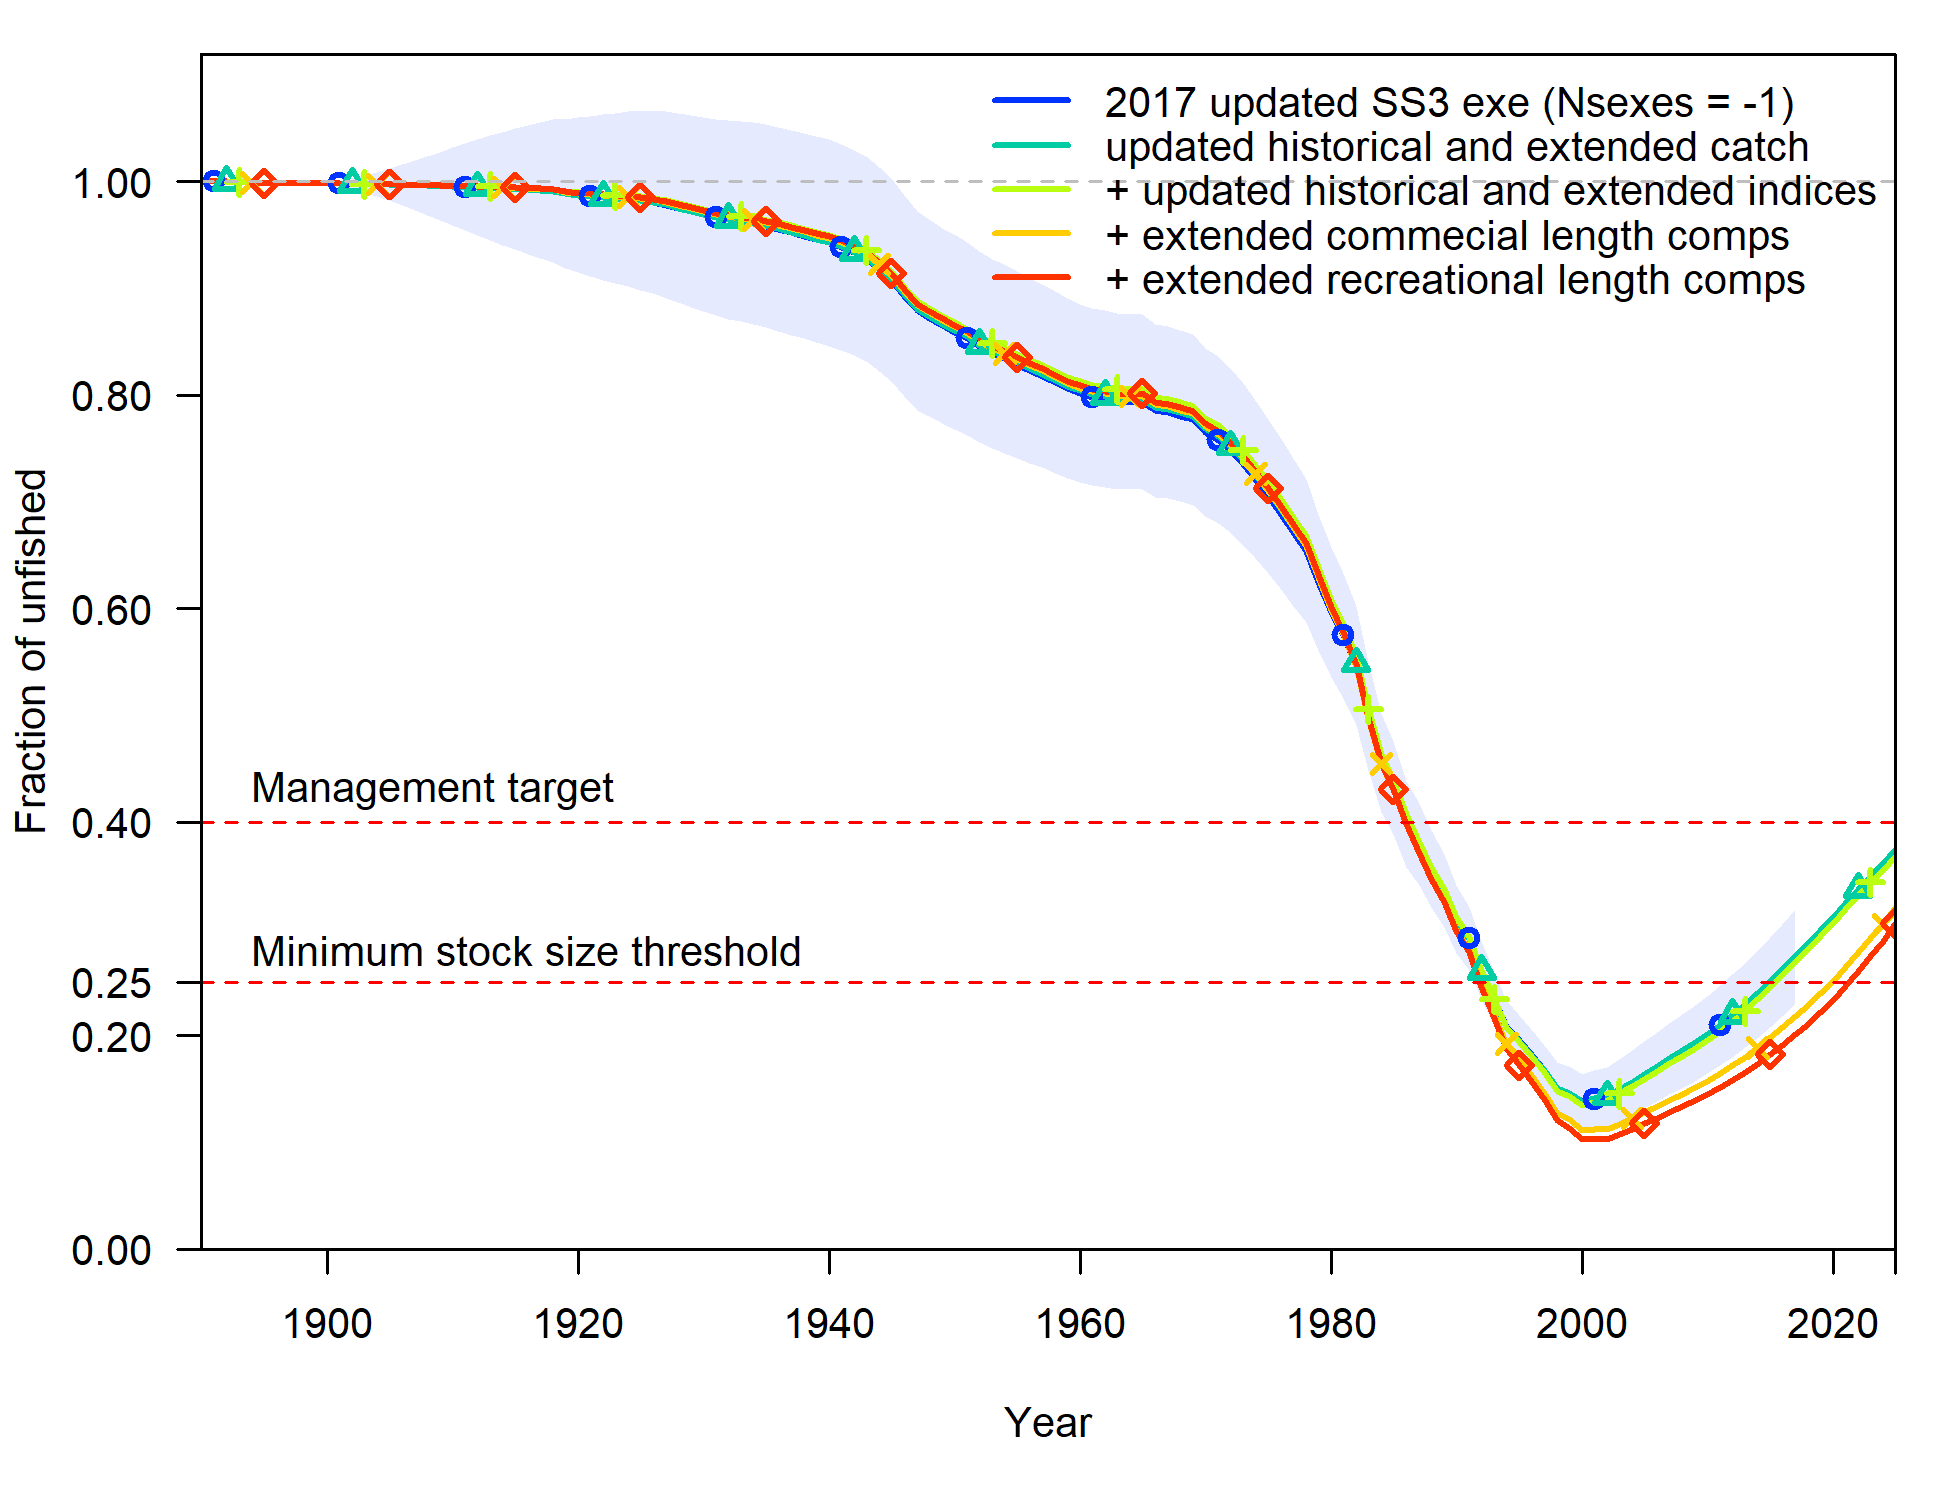 2017 updated SS3 exe (Nsexes = -1)
updated historical and extended catch
+ updated historical and extended indices
+ extended commecial length comps
+ extended recreational length comps
Fraction of unfished
1.00
0.80
0.60
0.40
0.25
0.20
0.00
Management target
Minimum stock size threshold
1900 1920 1940 1960 1980 2000 2020
Year